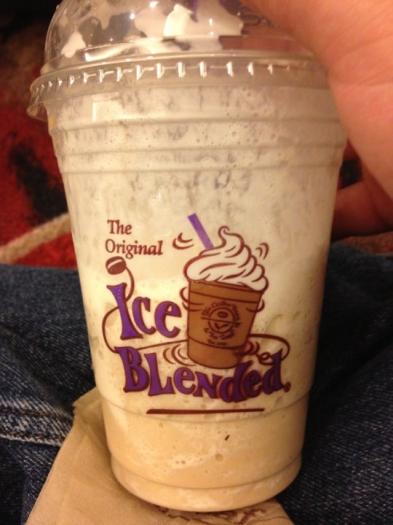 The
Original
Ice
Blended